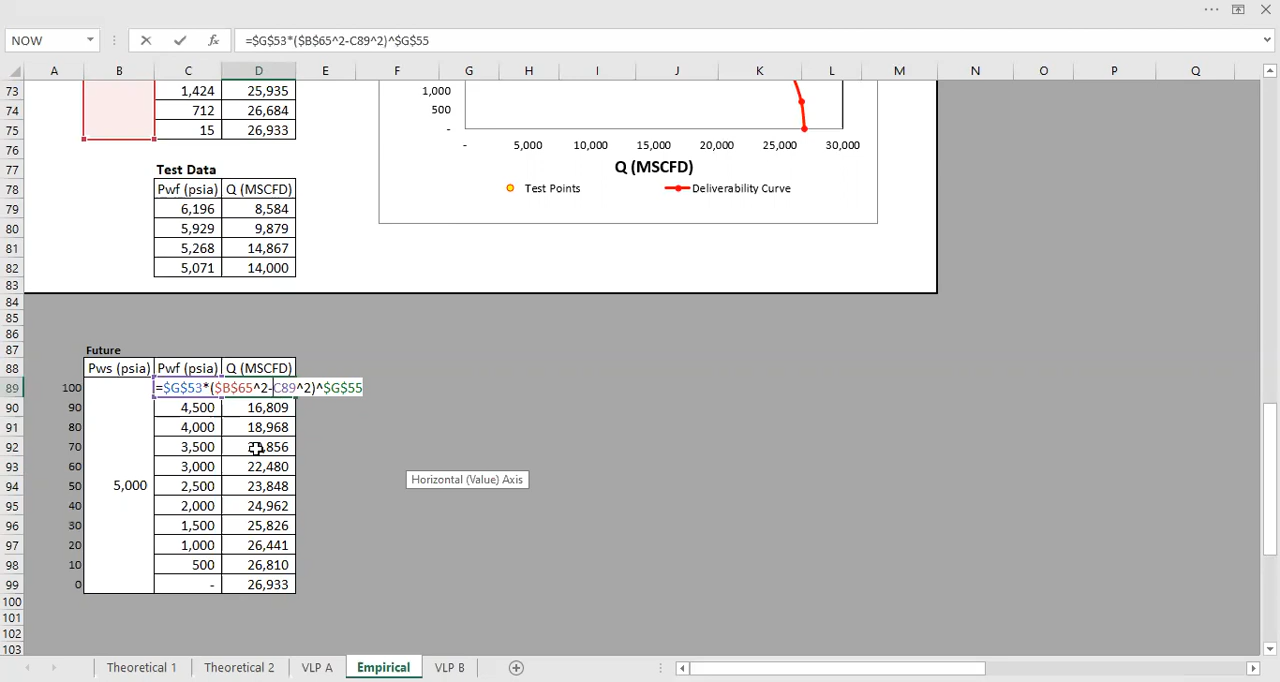 NOW =$G$53*($B$65^2-C89^2)^$G$55
A B C D E F G H I J K L M N O P Q
73 1,424 25,935 1,000
74 712 26,684 500
75 15 26,933 -
76 - 5,000 10,000 15,000 20,000 25,000 30,000
77 Test Data Q (MSCFD)
78 Pwf (psia) Q (MSCFD) Test Points Deliverability Curve
79 6,196 8,584
80 5,929 9,879
81 5,268 14,867
82 5,071 14,000
83
84
85
86
87 Future
88 Pws (psia) Pwf (psia) Q (MSCFD)
89 100 =$G$53*($B$65^2-C89^2)^$G$55
90 90 4,500 16,809
91 80 4,000 18,968
92 70 3,500 ,856
93 60 3,000 22,480 Horizontal (Value) Axis
94 50 5,000 2,500 23,848
95 40 2,000 24,962
96 30 1,500 25,826
97 20 1,000 26,441
98 10 500 26,810
99 0 - 26,933
100
101
102
103
Theoretical 1 Theoretical 2 VLP A Empirical VLP B